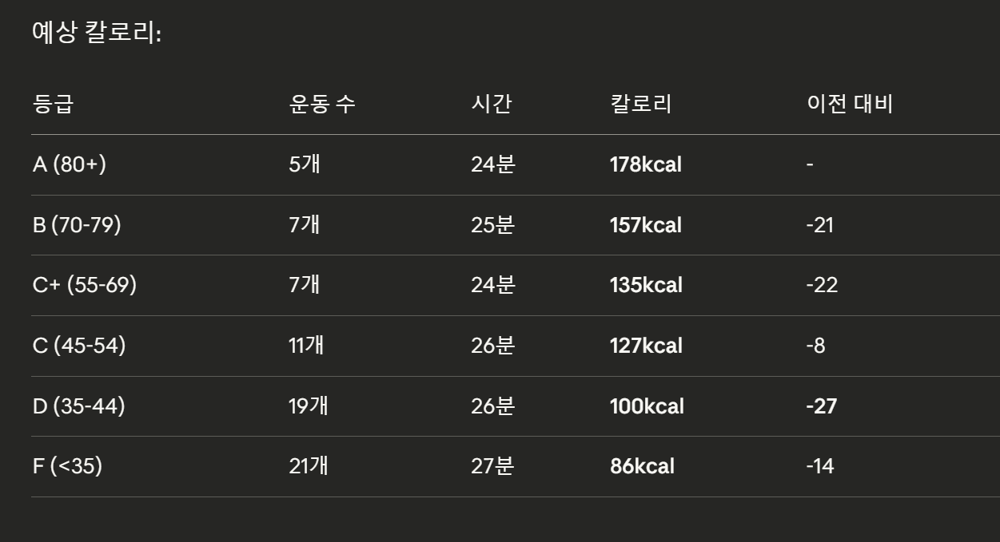 예상 칼로리:
등급 운동 수 시간 칼로리 이전 대비
A (80+) 5개 24분 178kcal -
B (70-79) 7개 25분 157kcal -21
C+ (55-69) 7개 24분 135kcal -22
C (45-54) 11개 26분 127kcal -8
D (35-44) 19개 26분 100kcal -27
F (<35) 21개 27분 86kcal -14